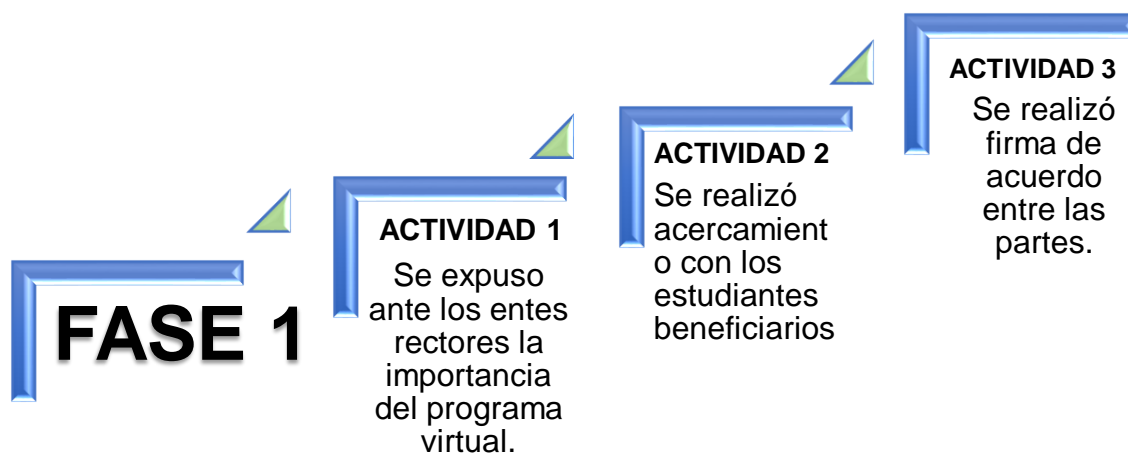 FASE 1
ACTIVIDAD 1
Se expuso
ante los entes
rectores la
importancia
del programa
virtual.
ACTIVIDAD 2
Se realizó
acercamient
o con los
estudiantes
beneficiarios
ACTIVIDAD 3
Se realizó
firma de
acuerdo
entre las
partes.